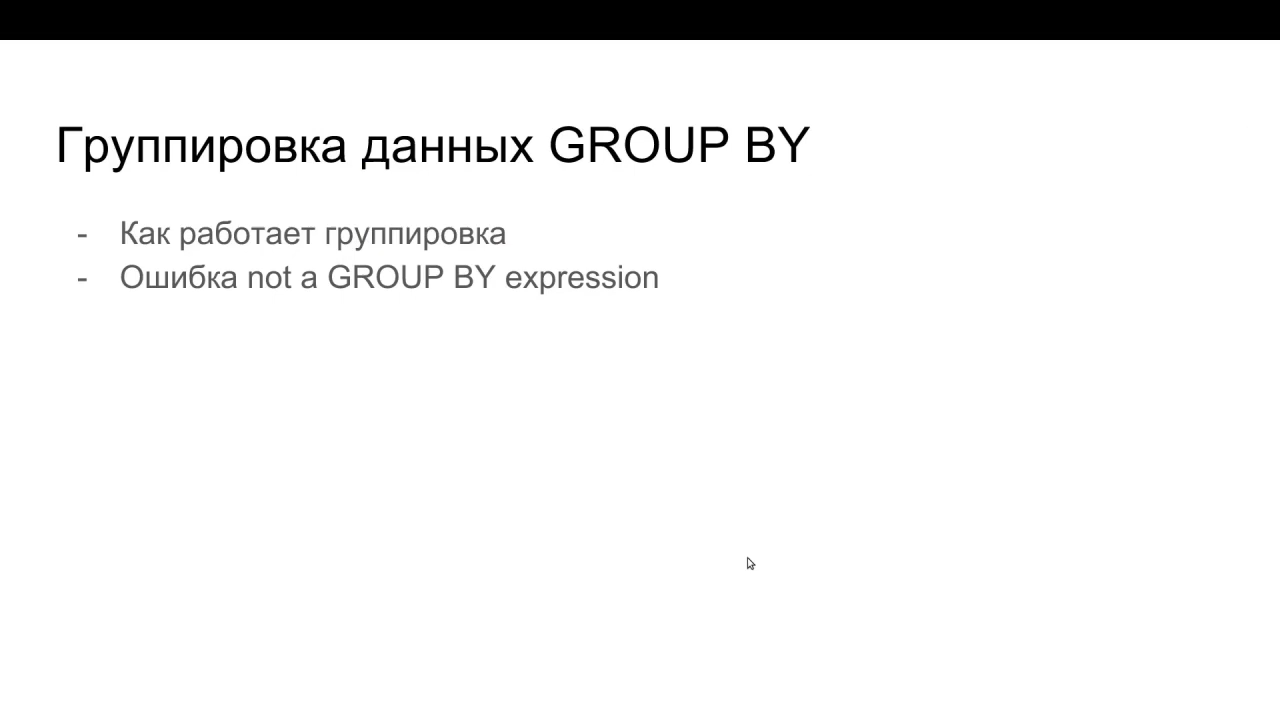 Группировка данных GROUP BY
- Как работает группировка
- Ошибка not a GROUP BY expression